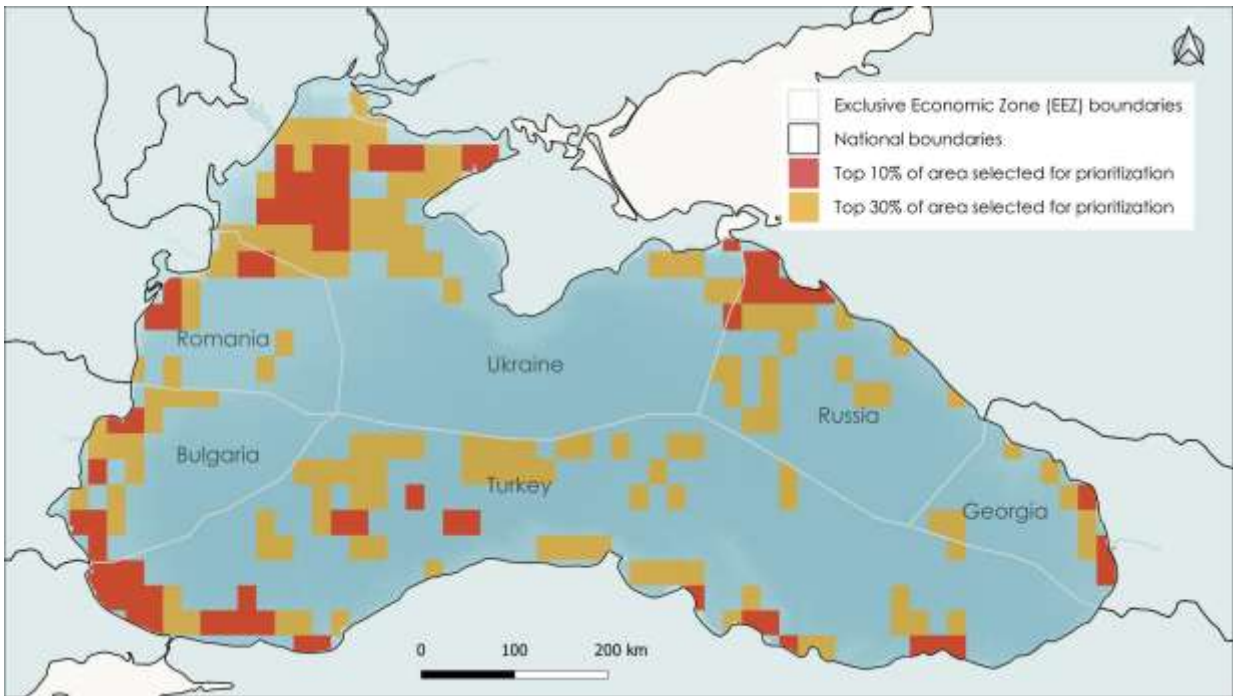 Exclusive Economic Zone (EEZ) boundaries
National boundaries
Top 10% of area selected for prioritization
Top 30% of area selected for prioritization
Romania
Ukraine
Russia
Bulgaria
Turkey
Georgia
0 100 200 km